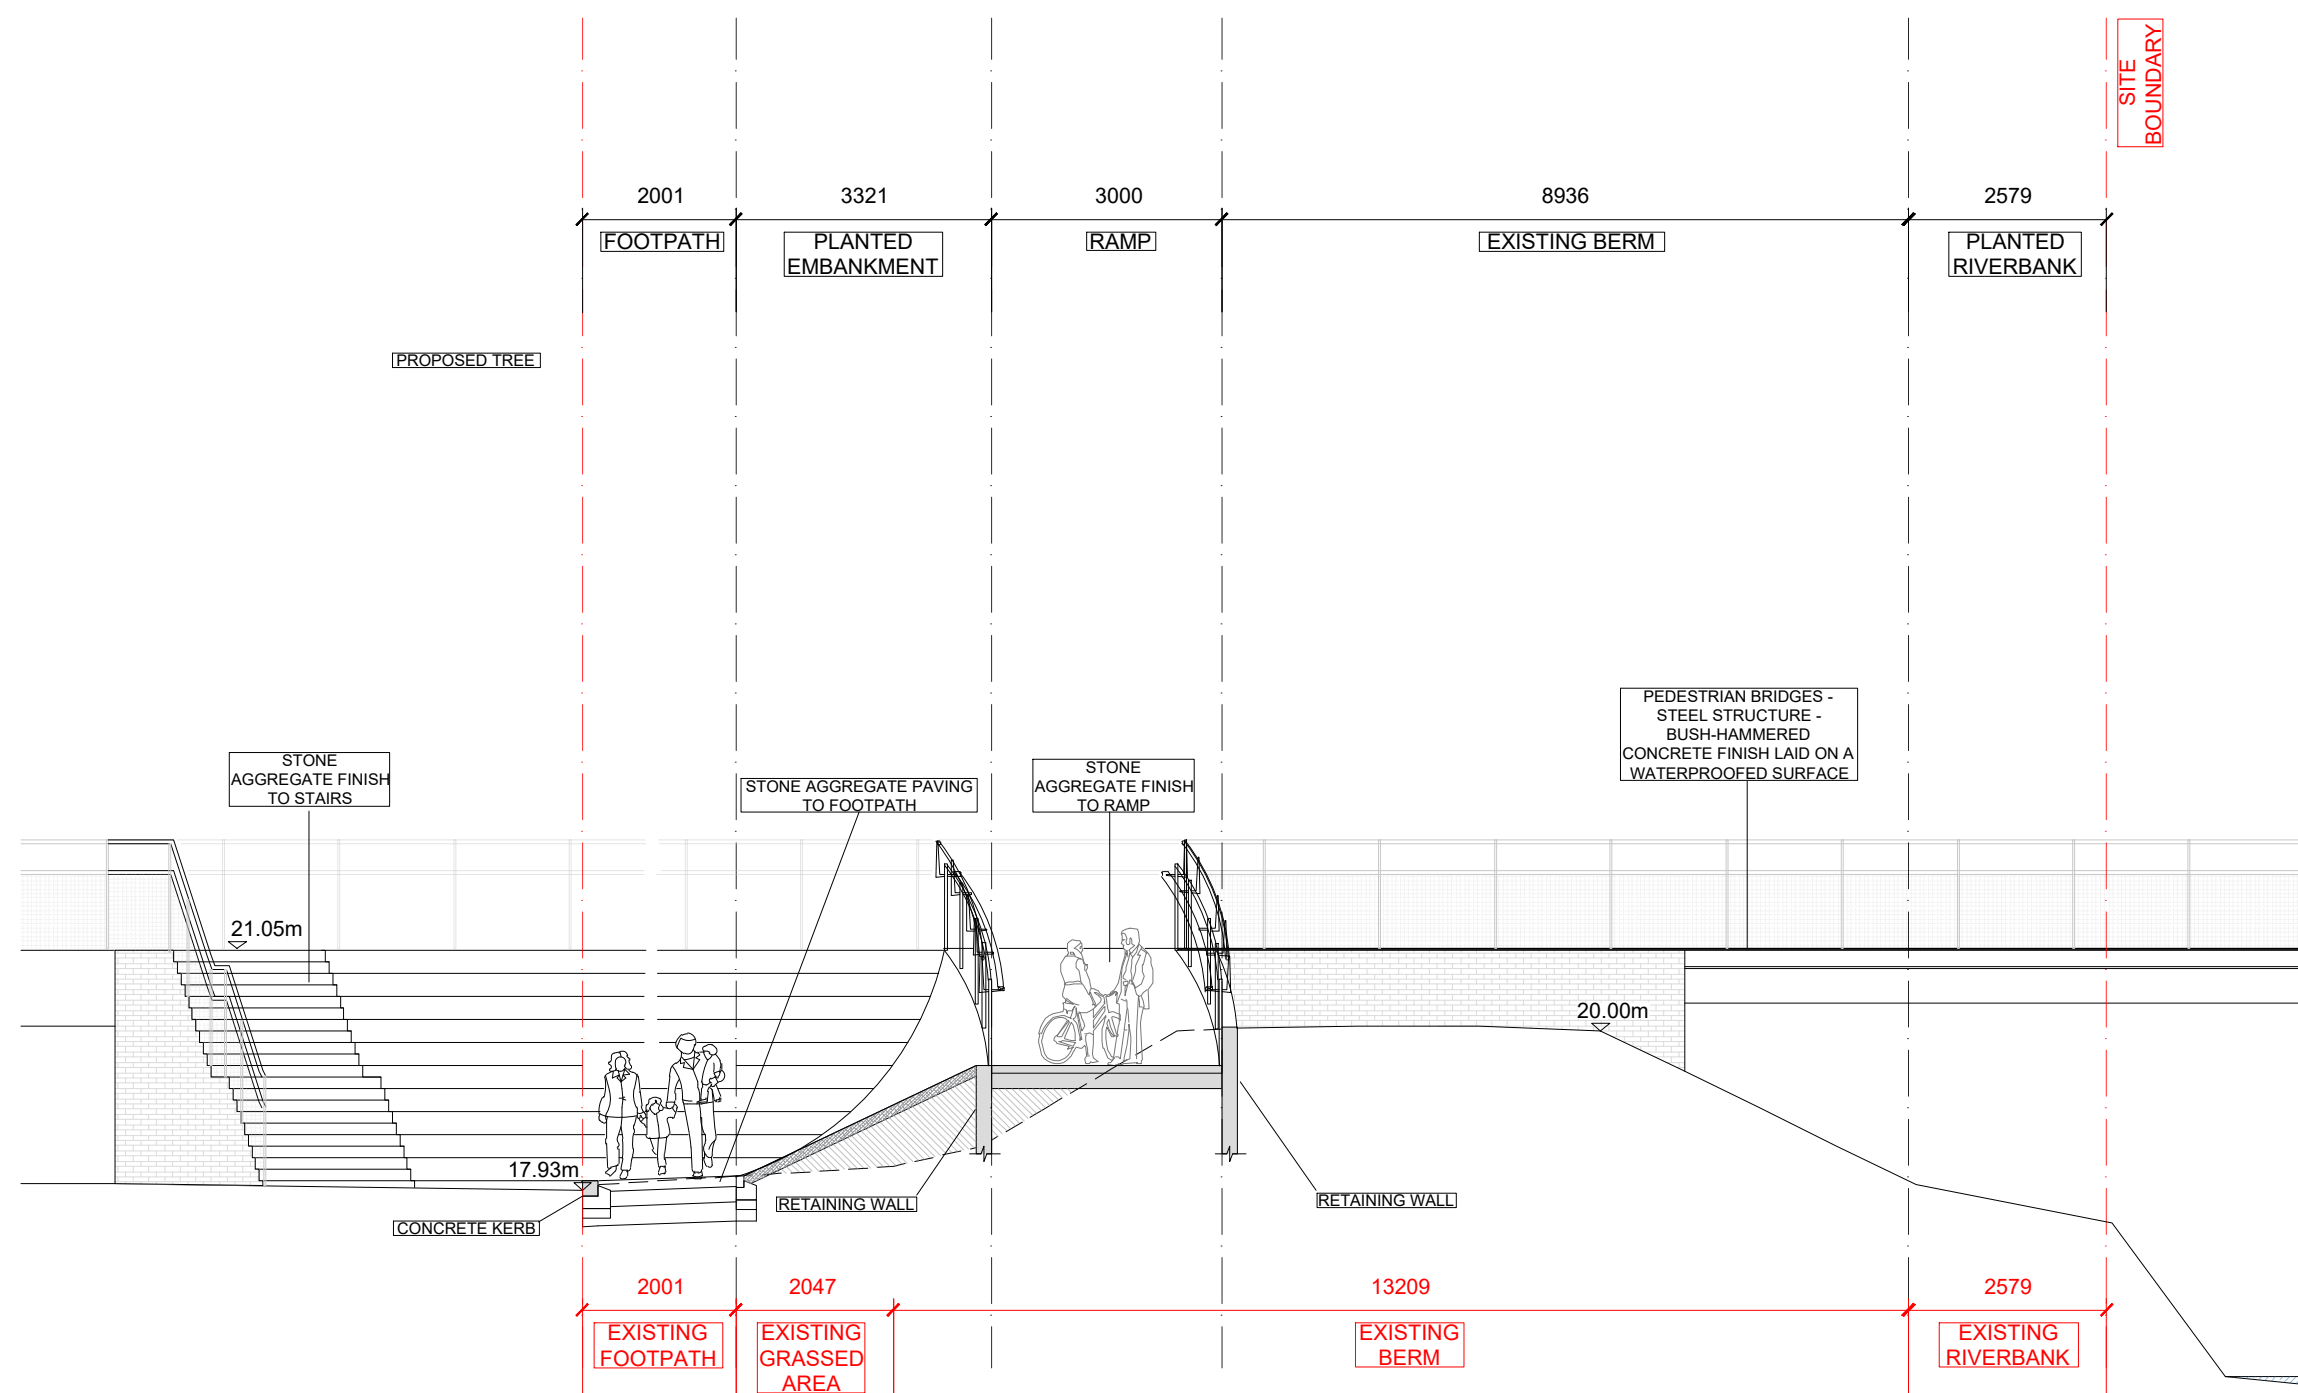 SITE
BOUNDARY
2001
3321
3000
8936
2579
FOOTPATH
PLANTED
EMBANKMENT
RAMP
EXISTING BERM
PLANTED
RIVERBANK
PROPOSED TREE
PEDESTRIAN BRIDGES -
STEEL STRUCTURE -
BUSH-HAMMERED
CONCRETE FINISH LAID ON A
WATERPROOFED SURFACE
STONE
AGGREGATE FINISH
TO STAIRS
STONE AGGREGATE PAVING
TO FOOTPATH
STONE
AGGREGATE FINISH
TO RAMP
21.05m
20.00m
17.93m
CONCRETE KERB
RETAINING WALL
RETAINING WALL
2001
2047
13209
2579
EXISTING
FOOTPATH
EXISTING
GRASSED
AREA
EXISTING
BERM
EXISTING
RIVERBANK